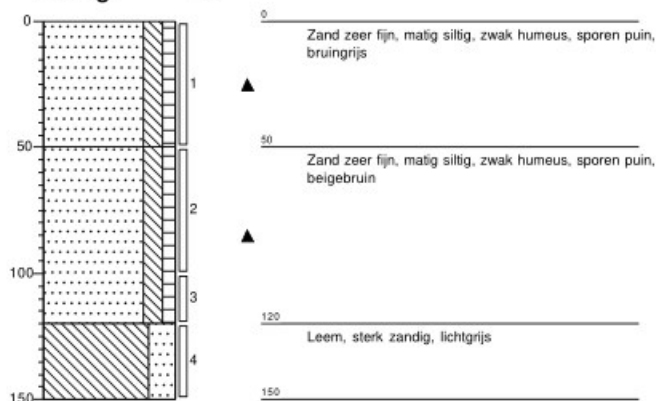 0
0
Zand zeer fijn, matig siltig, zwak humeus, sporen puin,
bruingrijs
1
50
50
Zand zeer fijn, matig siltig, zwak humeus, sporen puin,
beigebruin
2
100
3
120
Leem, sterk zandig, lichtgrijs
4
150
150